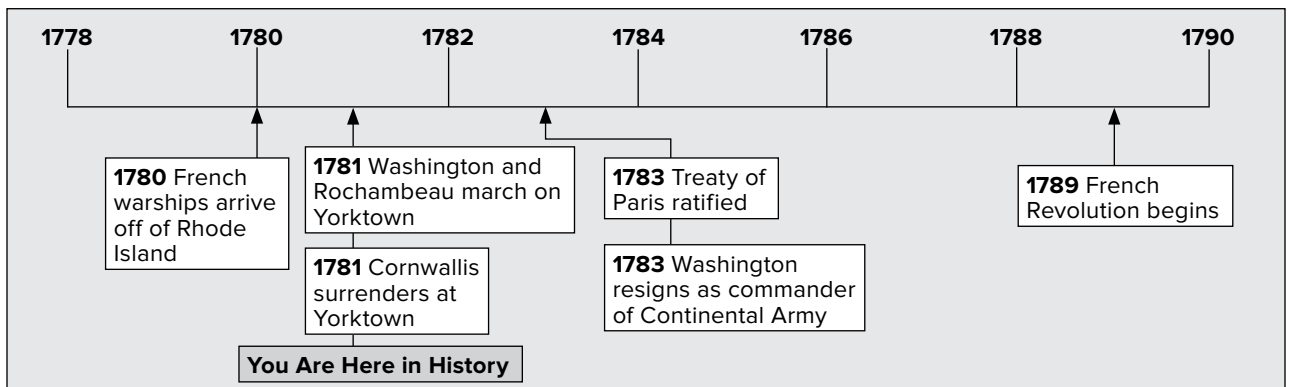 1778 1780 1782 1784 1786 1788 1790
1780 French
warships arrive
off of Rhode
Island
1781 Washington and
Rochambeau march on
Yorktown
1781 Cornwallis
surrenders at
Yorktown
You Are Here in History
1783 Treaty of
Paris ratified
1783 Washington
resigns as commander
of Continental Army
1789 French
Revolution begins